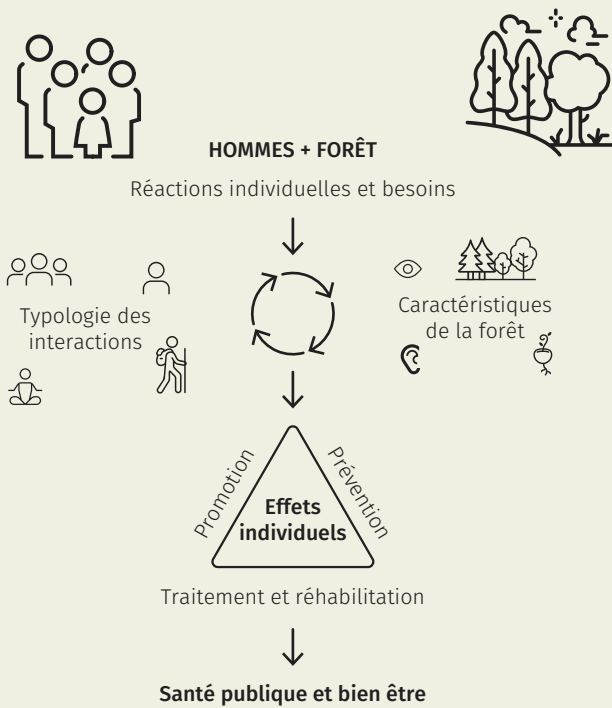 HOMMES + FORÊT
Réactions individuelles et besoins
Typologie des
interactions
Caractéristiques
de la forêt
Promotion
Prévention
Effets
individuels
Traitement et réhabilitation
Santé publique et bien être